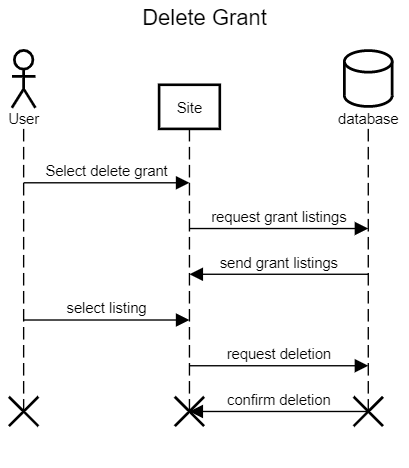 Delete Grant
User
Site
database
Select delete grant
request grant listings
send grant listings
select listing
request deletion
confirm deletion